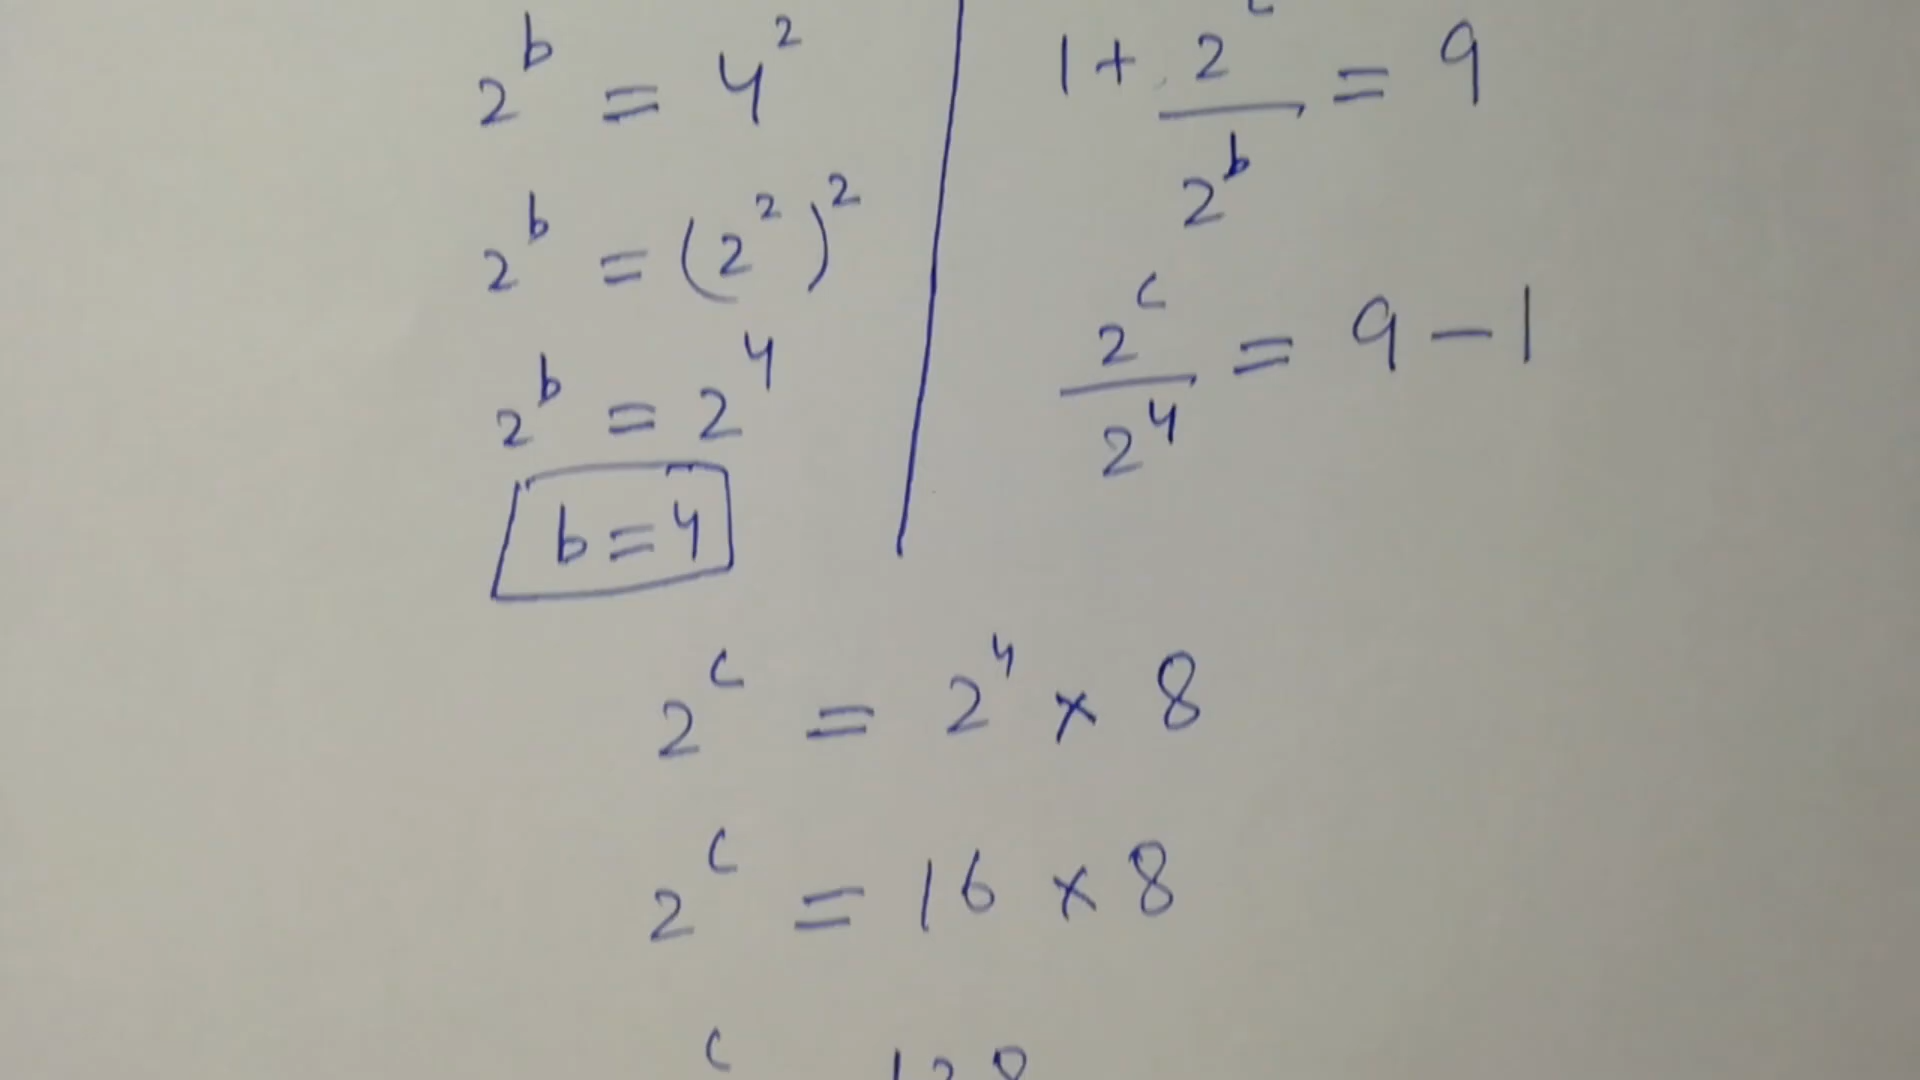 2^b = 4^2
2^b = (2^2)^2
2^b = 2^4
b = 4
1 + 2^c / 2^b = 9
2^c / 2^4 = 9 - 1
2^c = 2^4 × 8
2^c = 16 × 8